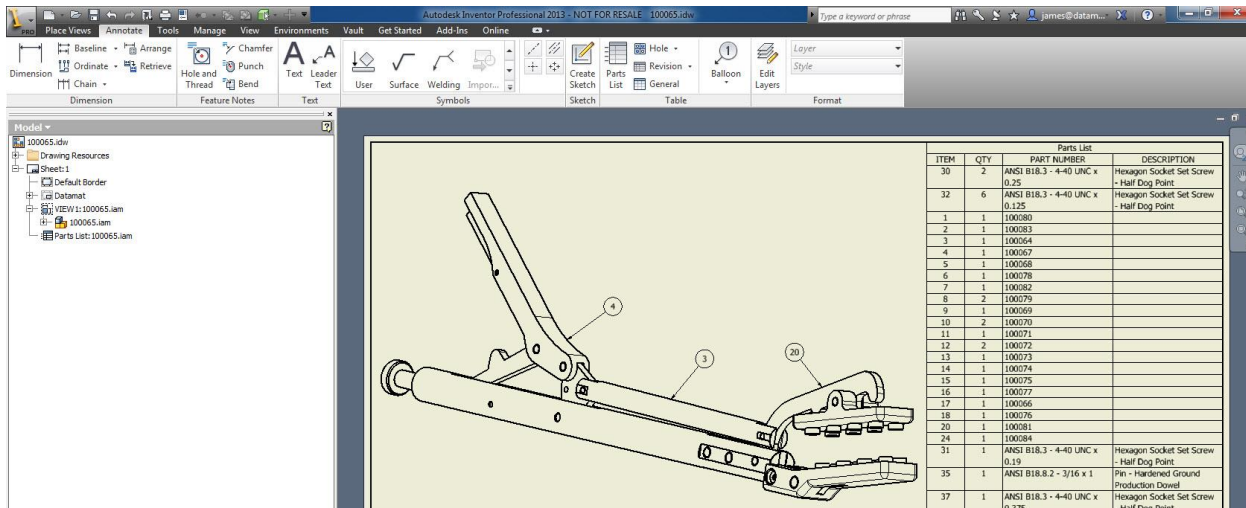 Autodesk Inventor Professional 2013 - NOT FOR RESALE 100065.idw
Type a keyword or phrase
james@datam...
PRO
Place Views Annotate Tools Manage View Environments Vault Get Started Add-Ins Online
Dimension
Baseline
Ordinate
Chain
Arrange
Retrieve
Dimension
Hole and Thread
Chamfer
Punch
Bend
Feature Notes
Text
Leader Text
Text
User
Surface
Welding
Impor...
Symbols
Create Sketch
Sketch
Parts List
Hole
Revision
General
Balloon
Table
Edit Layers
Layer
Style
Format
Model
100065.idw
Drawing Resources
Sheet:1
Default Border
Datamat
VIEW1:100065.iam
100065.iam
Parts List:100065.iam
4
3
20
Parts List
ITEM QTY PART NUMBER DESCRIPTION
30 2 ANSI B18.3 - 4-40 UNC x Hexagon Socket Set Screw
0.25 - Half Dog Point
32 6 ANSI B18.3 - 4-40 UNC x Hexagon Socket Set Screw
0.125 - Half Dog Point
1 1 100080
2 1 100083
3 1 100064
4 1 100067
5 1 100068
6 1 100078
7 1 100082
8 2 100079
9 1 100069
10 2 100070
11 1 100071
12 2 100072
13 1 100073
14 1 100074
15 1 100075
16 1 100077
17 1 100066
18 1 100076
20 1 100081
24 1 100084
31 1 ANSI B18.3 - 4-40 UNC x Hexagon Socket Set Screw
0.19 - Half Dog Point
35 1 ANSI B18.8.2 - 3/16 x 1 Pin - Hardened Ground
Production Dowel
37 1 ANSI B18.3 - 4-40 UNC x Hexagon Socket Set Screw
0.375 - Half Dog Point